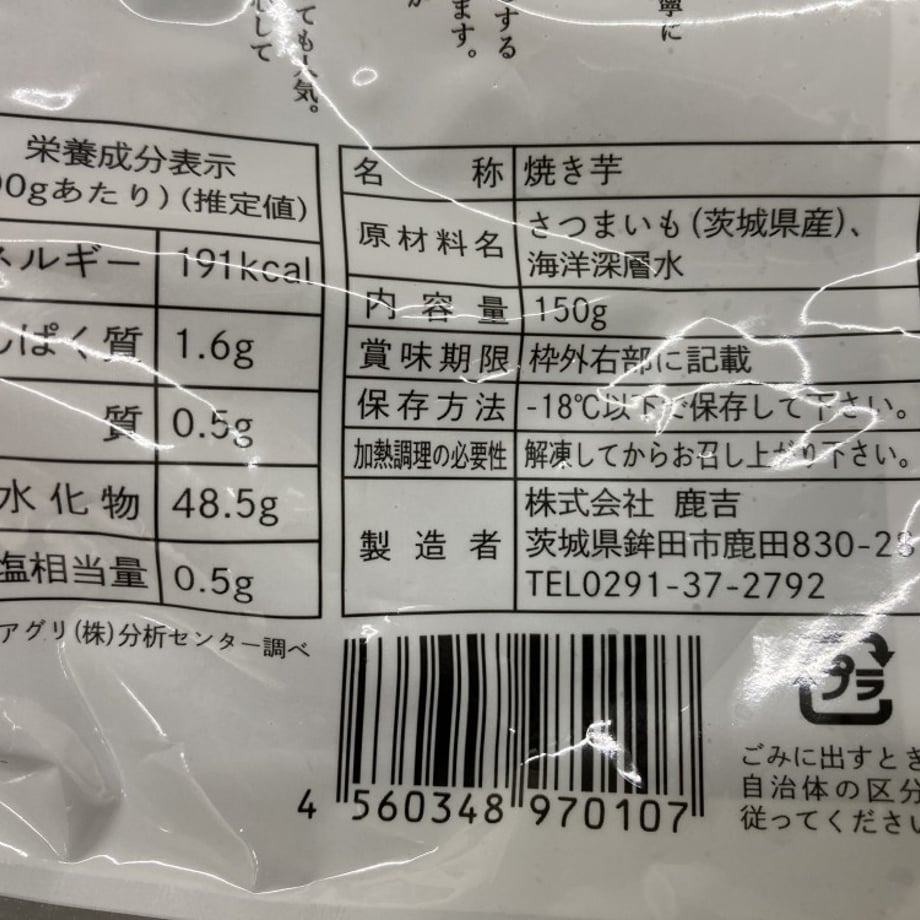 寧に
する
ます。
ても人気。
して
栄養成分表示
0gあたり)(推定値)
ネルギー 191kcal
ぱく質 1.6g
質 0.5g
水化物 48.5g
塩相当量 0.5g
アグリ(株)分析センター調べ
名称 焼き芋
原材料名 さつまいも(茨城県産)、
海洋深層水
内容量 150g
賞味期限 枠外右部に記載
保存方法 -18℃以下で保存して下さい。
加熱調理の必要性 解凍してからお召し上がり下さい。
製造者 株式会社 鹿吉
茨城県鉾田市鹿田830-28
TEL0291-37-2792
4 560348 970107
プラ
ごみに出すとき
自治体の区分
従ってください